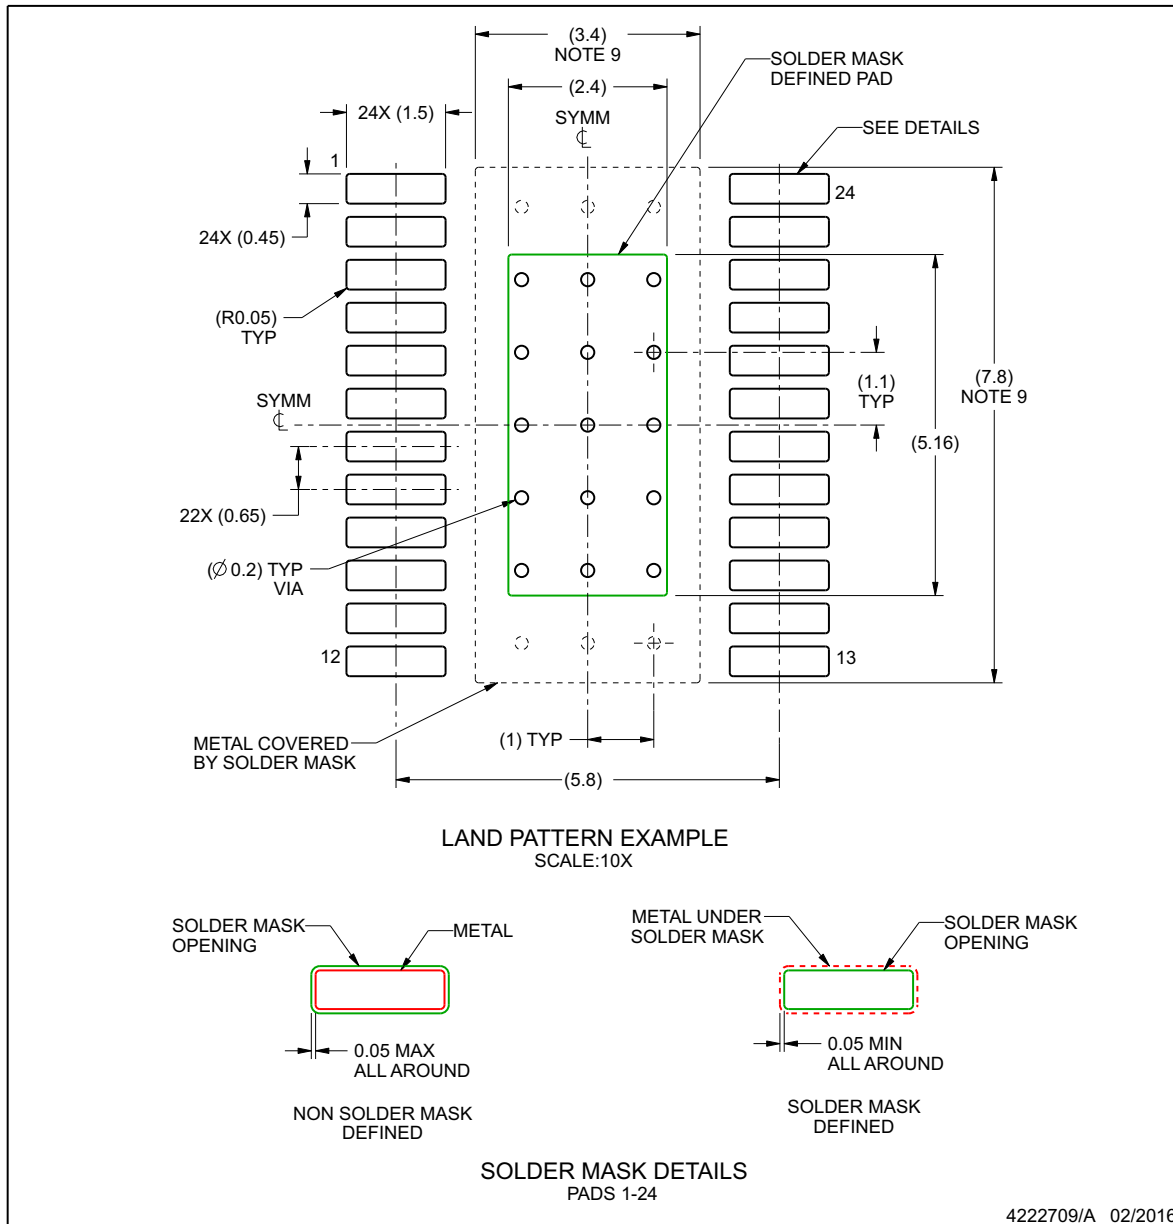 (3.4)
NOTE 9
(2.4)
SOLDER MASK
DEFINED PAD
24X (1.5)
SYMM
℄
SEE DETAILS
1
24
24X (0.45)
(R0.05)
TYP
SYMM
℄
(1.1)
TYP
(7.8)
NOTE 9
(5.16)
22X (0.65)
(∅ 0.2) TYP
VIA
12
13
METAL COVERED
BY SOLDER MASK
(1) TYP
(5.8)
LAND PATTERN EXAMPLE
SCALE:10X
SOLDER MASK
OPENING
METAL
0.05 MAX
ALL AROUND
NON SOLDER MASK
DEFINED
METAL UNDER
SOLDER MASK
SOLDER MASK
OPENING
0.05 MIN
ALL AROUND
SOLDER MASK
DEFINED
SOLDER MASK DETAILS
PADS 1-24
4222709/A 02/2016